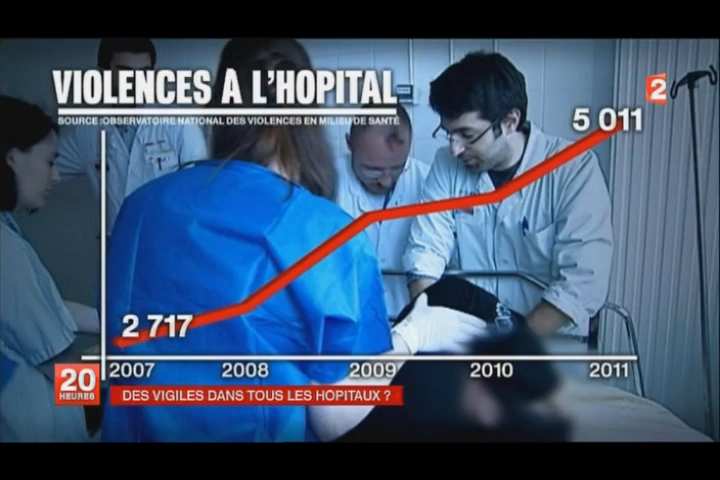 VIOLENCES A L'HOPITAL
SOURCE :OBSERVATOIRE NATIONAL DES VIOLENCES EN MILIEU DE SANTÉ
2
5 011
2 717
2007 2008 2009 2010 2011
20
HEURES
DES VIGILES DANS TOUS LES HÔPITAUX ?